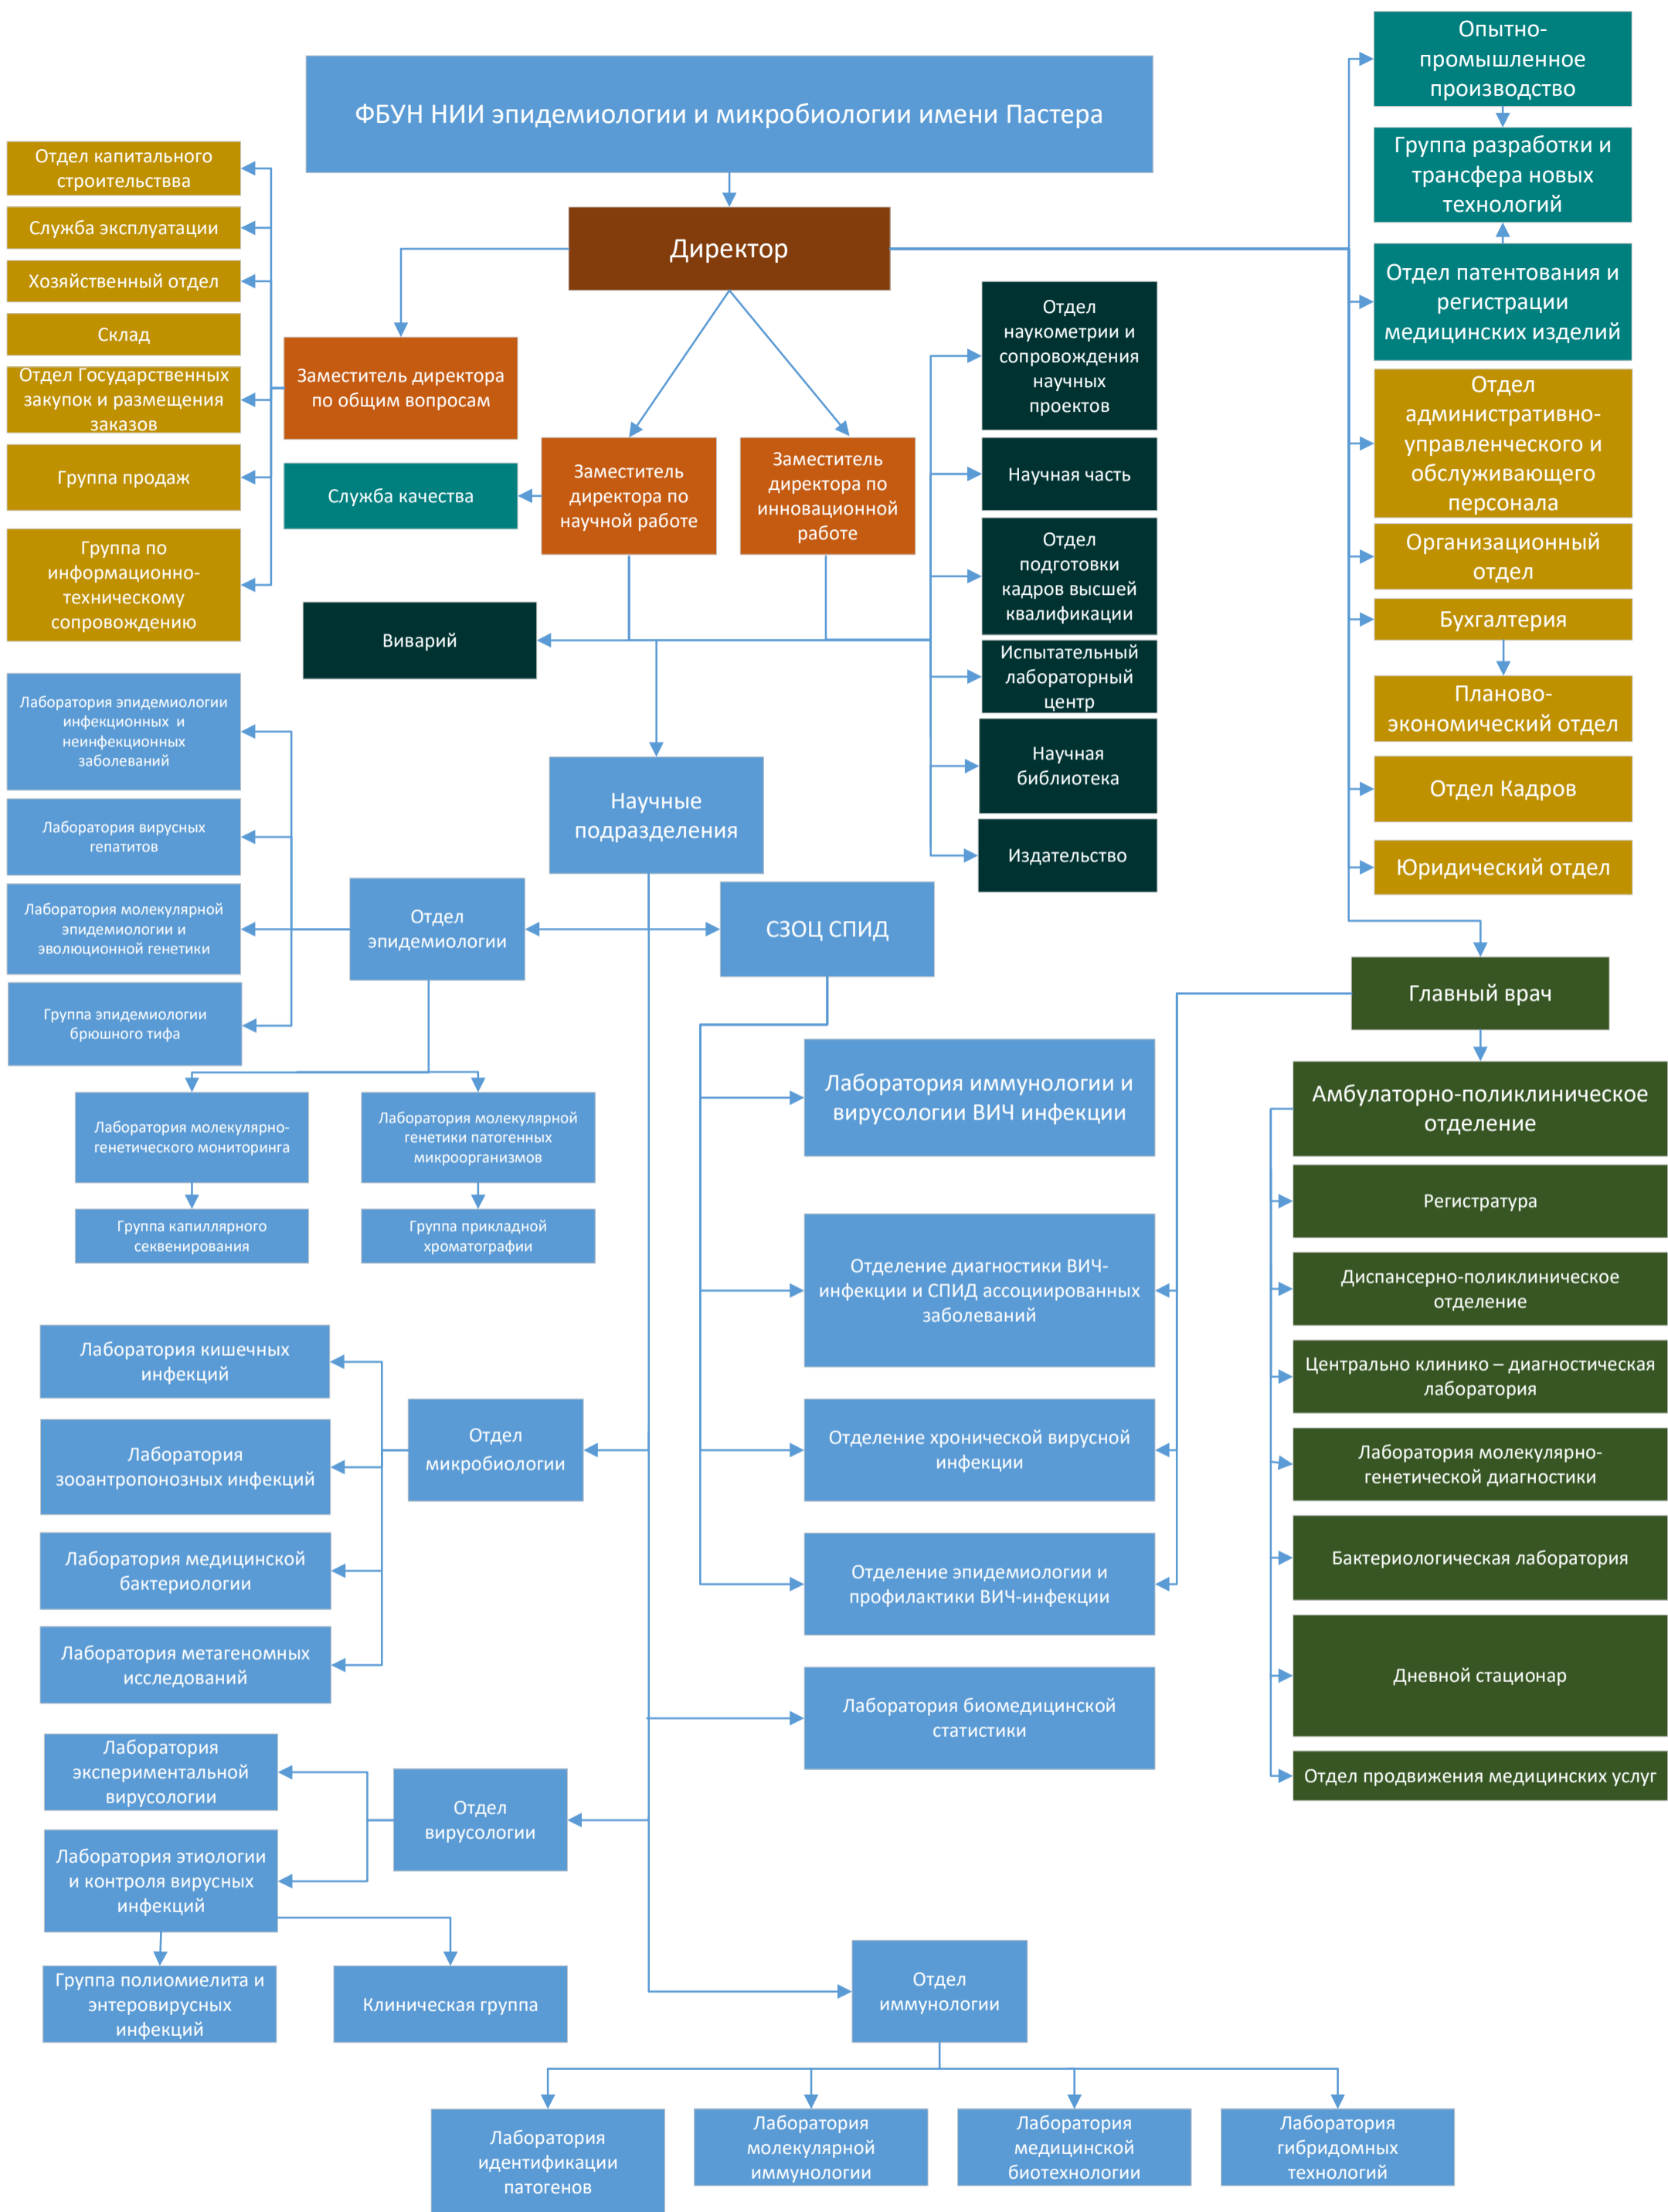 ФБУН НИИ эпидемиологии и микробиологии имени Пастера
Директор
Отдел капитального
строительствва
Служба эксплуатации
Хозяйственный отдел
Склад
Отдел Государственных
закупок и размещения
заказов
Группа продаж
Группа по
информационно-
техническому
сопровождению
Заместитель директора
по общим вопросам
Служба качества
Заместитель
директора по
научной работе
Заместитель
директора по
инновационной
работе
Виварий
Отдел
наукометрии и
сопровождения
научных
проектов
Научная часть
Отдел
подготовки
кадров высшей
квалификации
Испытательный
лабораторный
центр
Научная
библиотека
Издательство
Опытно-
промышленное
производство
Группа разработки и
трансфера новых
технологий
Отдел патентования и
регистрации
медицинских изделий
Отдел
административно-
управленческого и
обслуживающего
персонала
Организационный
отдел
Бухгалтерия
Планово-
экономический отдел
Отдел Кадров
Юридический отдел
Главный врач
Амбулаторно-поликлиническое
отделение
Регистратура
Диспансерно-поликлиническое
отделение
Центрально клинико – диагностическая
лаборатория
Лаборатория молекулярно-
генетической диагностики
Бактериологическая лаборатория
Дневной стационар
Отдел продвижения медицинских услуг
Научные
подразделения
Лаборатория эпидемиологии
инфекционных и
неинфекционных
заболеваний
Лаборатория вирусных
гепатитов
Лаборатория молекулярной
эпидемиологии и
эволюционной генетики
Группа эпидемиологии
брюшного тифа
Отдел
эпидемиологии
СЗОЦ СПИД
Лаборатория молекулярно-
генетического мониторинга
Лаборатория молекулярной
генетики патогенных
микроорганизмов
Группа капиллярного
секвенирования
Группа прикладной
хроматографии
Лаборатория иммунологии и
вирусологии ВИЧ инфекции
Отделение диагностики ВИЧ-
инфекции и СПИД ассоциированных
заболеваний
Отделение хронической вирусной
инфекции
Отделение эпидемиологии и
профилактики ВИЧ-инфекции
Лаборатория биомедицинской
статистики
Лаборатория кишечных
инфекций
Лаборатория
зооантропонозных инфекций
Лаборатория медицинской
бактериологии
Лаборатория метагеномных
исследований
Отдел
микробиологии
Лаборатория
экспериментальной
вирусологии
Лаборатория этиологии
и контроля вирусных
инфекций
Отдел
вирусологии
Группа полиомиелита и
энтеровирусных
инфекций
Клиническая группа
Отдел
иммунологии
Лаборатория
идентификации
патогенов
Лаборатория
молекулярной
иммунологии
Лаборатория
медицинской
биотехнологии
Лаборатория
гибридомных
технологий